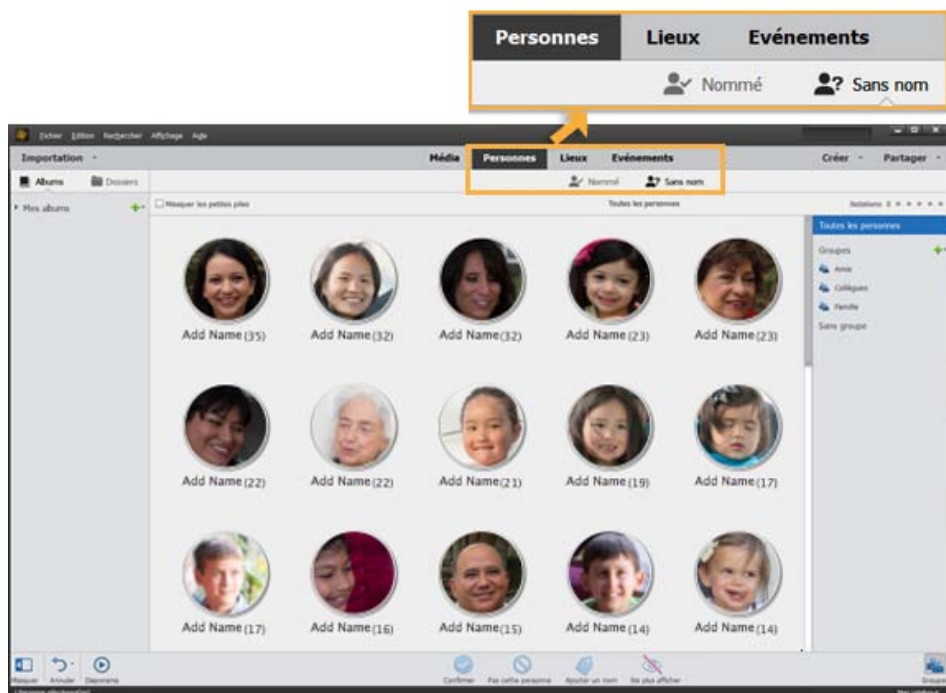 Personnes Lieux Evénements
Nommé Sans nom
Fichier Edition Rechercher Affichage Aide
Importation Média Personnes Lieux Evénements Créer Partager
Albums Dossiers Nommé Sans nom
Mes albums Masquer les petites piles Toutes les personnes
Toutes les personnes
Add Name (35) Add Name (32) Add Name (32) Add Name (23) Add Name (23)
Groupes
Amis
Collègues
Famille
Sans groupe
Add Name (22) Add Name (22) Add Name (21) Add Name (19) Add Name (17)
Add Name (17) Add Name (16) Add Name (15) Add Name (14) Add Name (14)
Masquer Annuler Diaporama Confirmer Pas cette personne Ajouter un nom Ne plus afficher